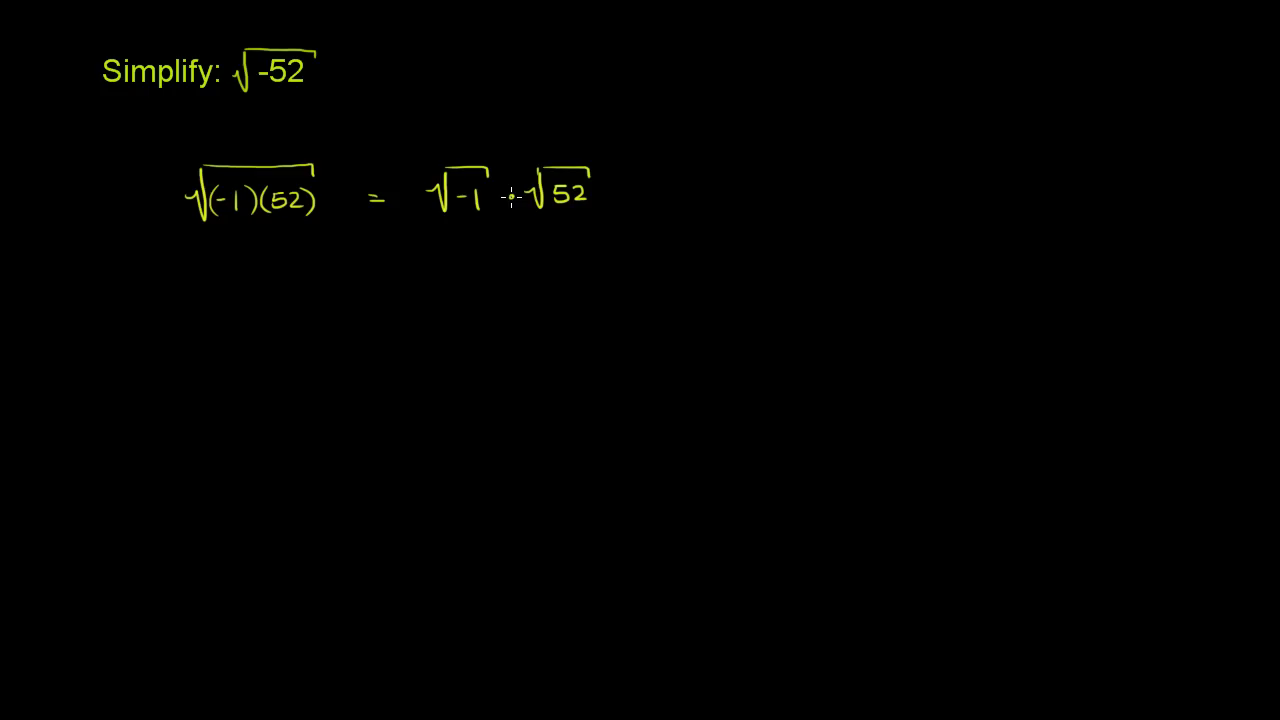 Simplify: √-52
√(-1)(52) = √-1 · √52